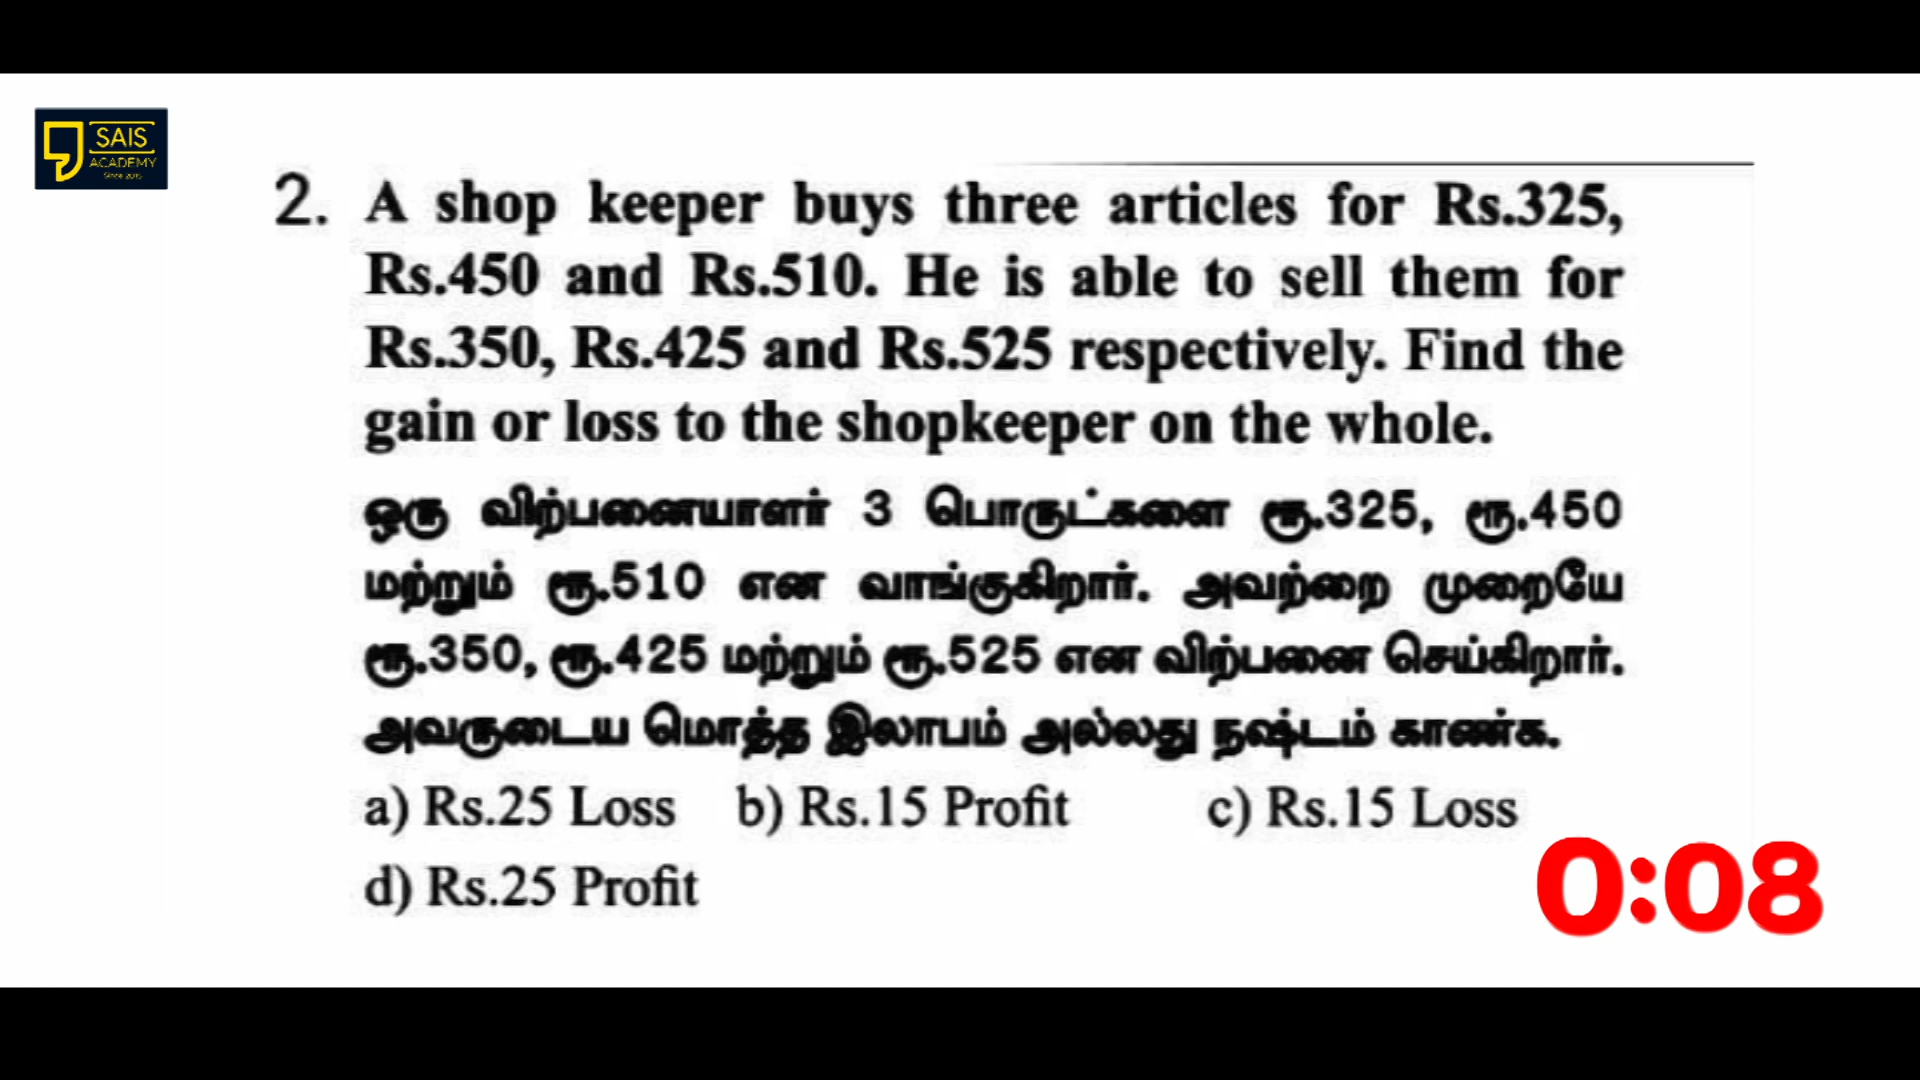 SAIS
ACADEMY
Since 2015
2. A shop keeper buys three articles for Rs.325,
Rs.450 and Rs.510. He is able to sell them for
Rs.350, Rs.425 and Rs.525 respectively. Find the
gain or loss to the shopkeeper on the whole.
ஒரு விற்பனையாளர் 3 பொருட்களை ரூ.325, ரூ.450
மற்றும் ரூ.510 என வாங்குகிறார். அவற்றை முறையே
ரூ.350, ரூ.425 மற்றும் ரூ.525 என விற்பனை செய்கிறார்.
அவருடைய மொத்த இலாபம் அல்லது நஷ்டம் காண்க.
a) Rs.25 Loss b) Rs.15 Profit c) Rs.15 Loss
d) Rs.25 Profit
0:08